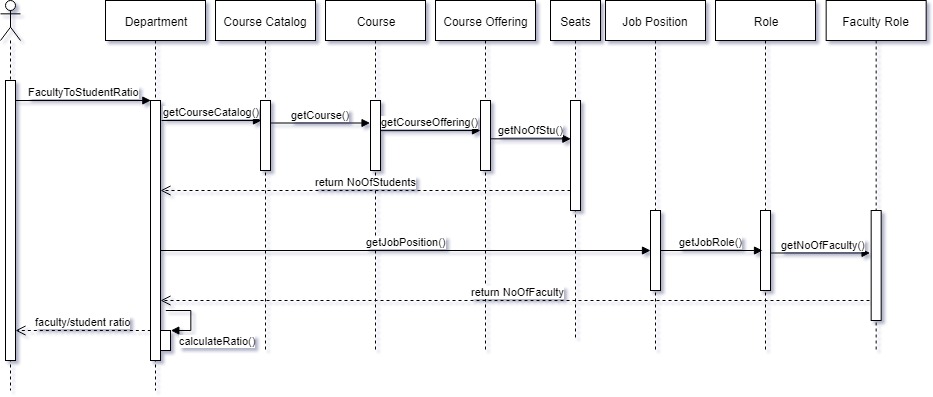 Department
Course Catalog
Course
Course Offering
Seats
Job Position
Role
Faculty Role
FacultyToStudentRatio
getCourseCatalog()
getCourse()
getCourseOffering()
getNoOfStu()
return NoOfStudents
getJobPosition()
getJobRole()
getNoOfFaculty()
return NoOfFaculty
faculty/student ratio
calculateRatio()